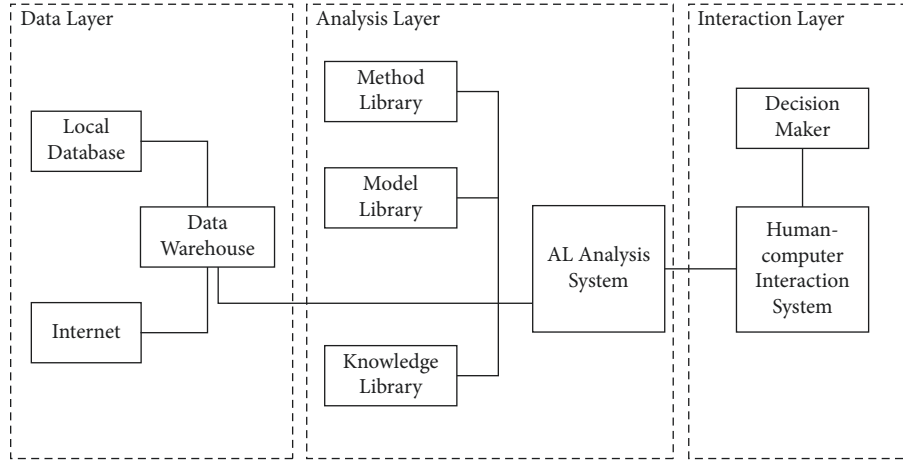 Data Layer
Local
Database
Data
Warehouse
Internet
Analysis Layer
Method
Library
Model
Library
Knowledge
Library
AL Analysis
System
Interaction Layer
Decision
Maker
Human-
computer
Interaction
System